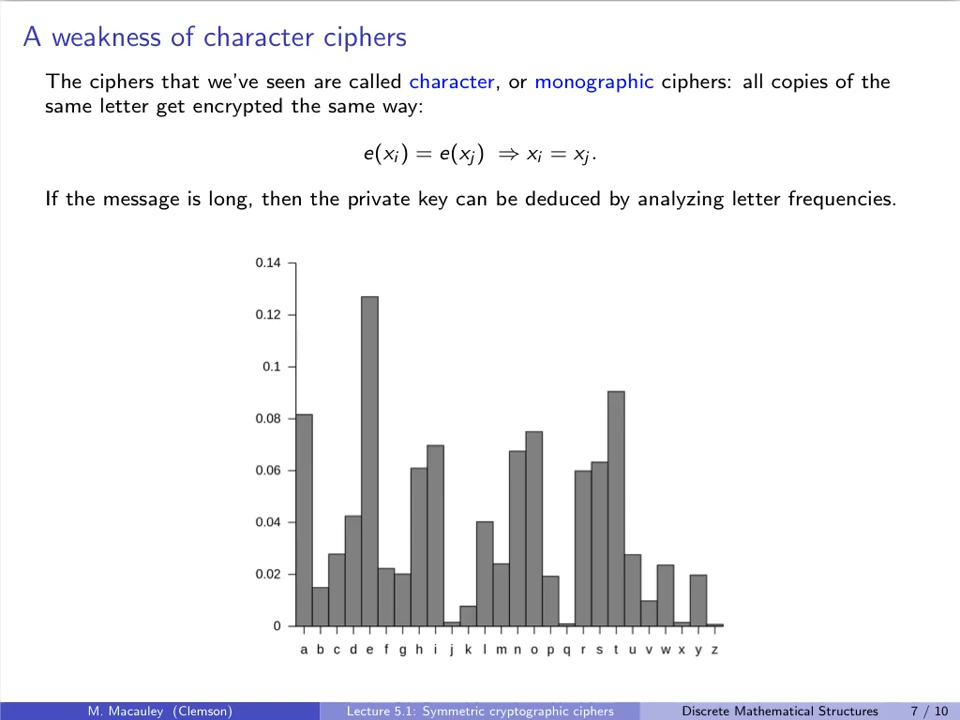 A weakness of character ciphers
The ciphers that we've seen are called character, or monographic ciphers: all copies of the
same letter get encrypted the same way:
e(xᵢ) = e(xⱼ) ⇒ xᵢ = xⱼ.
If the message is long, then the private key can be deduced by analyzing letter frequencies.
0.14
0.12
0.1
0.08
0.06
0.04
0.02
0
a b c d e f g h i j k l m n o p q r s t u v w x y z
M. Macauley (Clemson) Lecture 5.1: Symmetric cryptographic ciphers Discrete Mathematical Structures 7 / 10